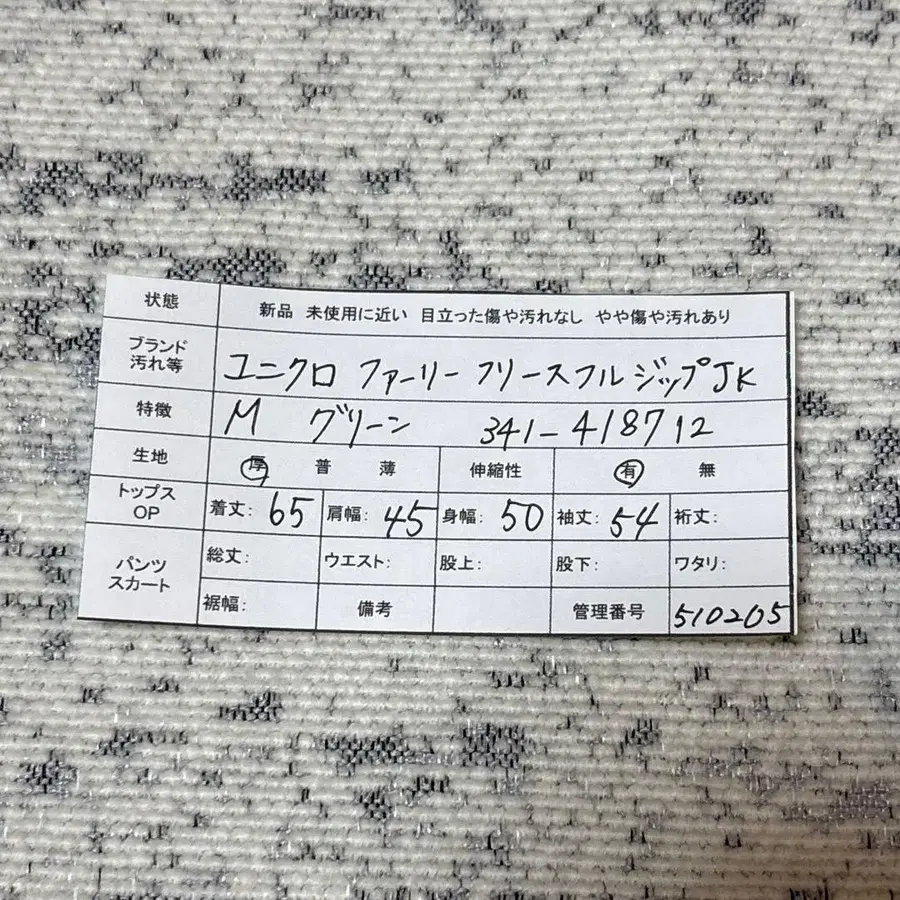 状態 新品 未使用に近い 目立った傷や汚れなし やや傷や汚れあり
ブランド
汚れ等 ユニクロ ファーリーフリースフルジップJK
特徴 M グリーン 341-418712
生地 厚 普 薄 伸縮性 有 無
トップス
OP 着丈: 65 肩幅: 45 身幅: 50 袖丈: 54 裄丈:
パンツ
スカート 総丈: ウエスト: 股上: 股下: ワタリ:
裾幅: 備考 管理番号 510205